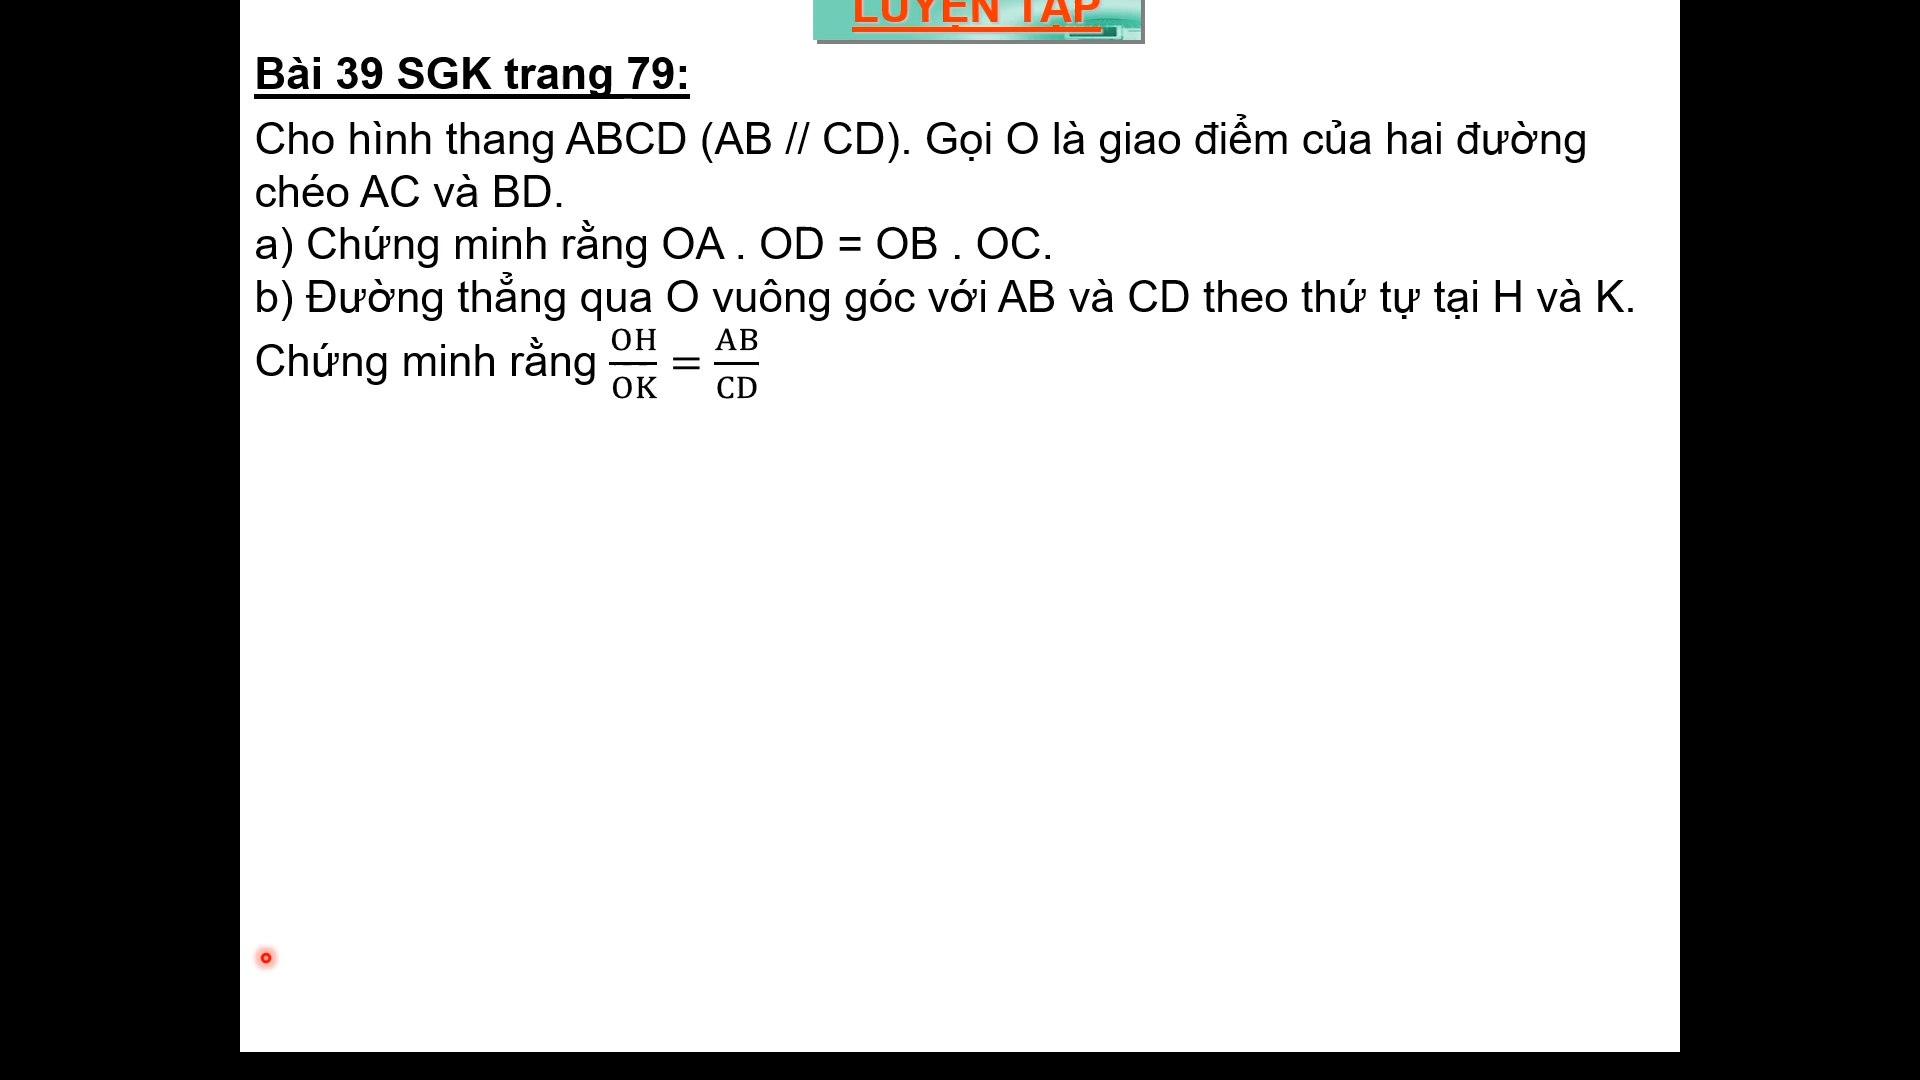 LUYỆN TẬP
Bài 39 SGK trang 79:
Cho hình thang ABCD (AB // CD). Gọi O là giao điểm của hai đường
chéo AC và BD.
a) Chứng minh rằng OA . OD = OB . OC.
b) Đường thẳng qua O vuông góc với AB và CD theo thứ tự tại H và K.
Chứng minh rằng OH/OK = AB/CD